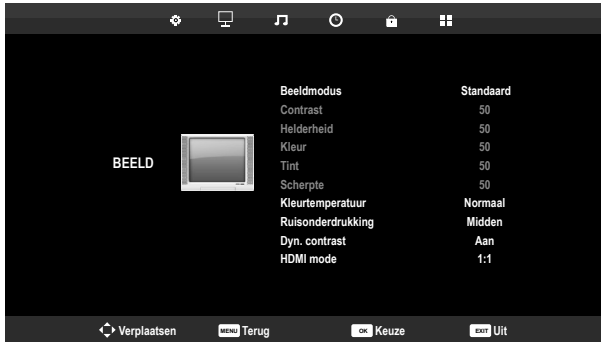 Beeldmodus Standaard
Contrast 50
Helderheid 50
Kleur 50
BEELD
Tint 50
Scherpte 50
Kleurtemperatuur Normaal
Ruisonderdrukking Midden
Dyn. contrast Aan
HDMI mode 1:1
Verplaatsen MENU Terug OK Keuze EXIT Uit